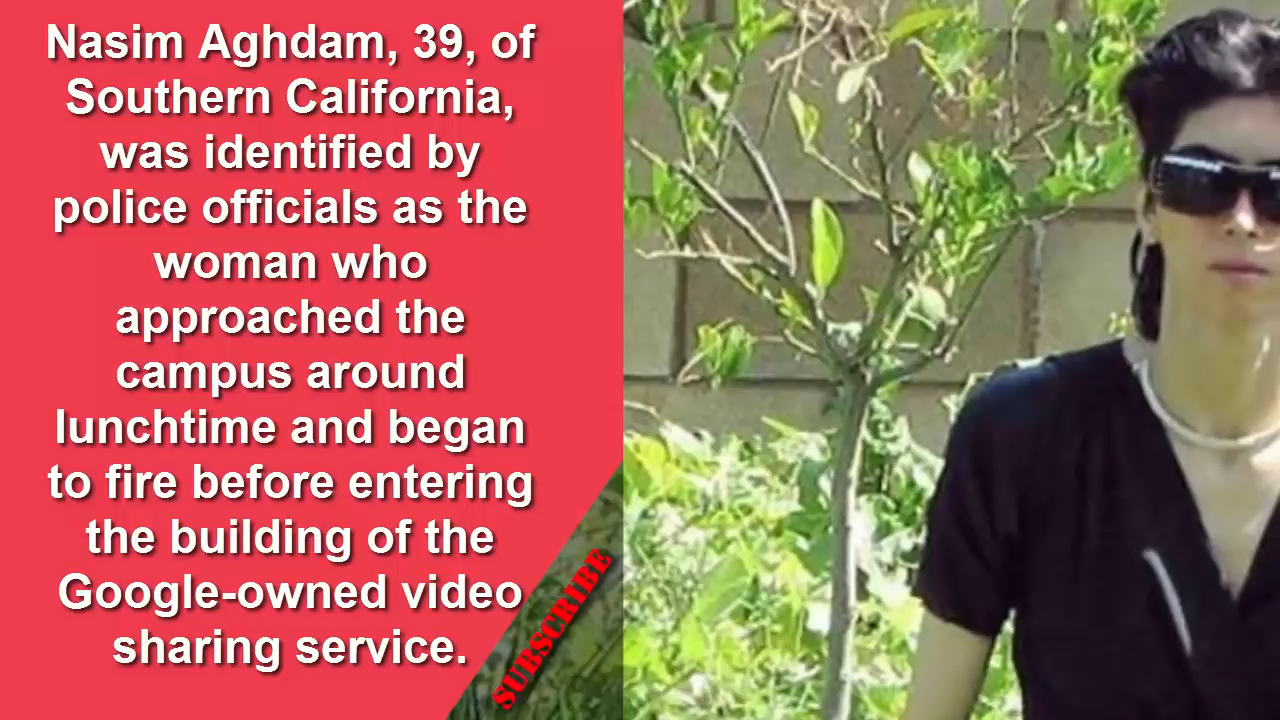 Nasim Aghdam, 39, of
Southern California,
was identified by
police officials as the
woman who
approached the
campus around
lunchtime and began
to fire before entering
the building of the
Google-owned video
sharing service.
SUBSCRIBE